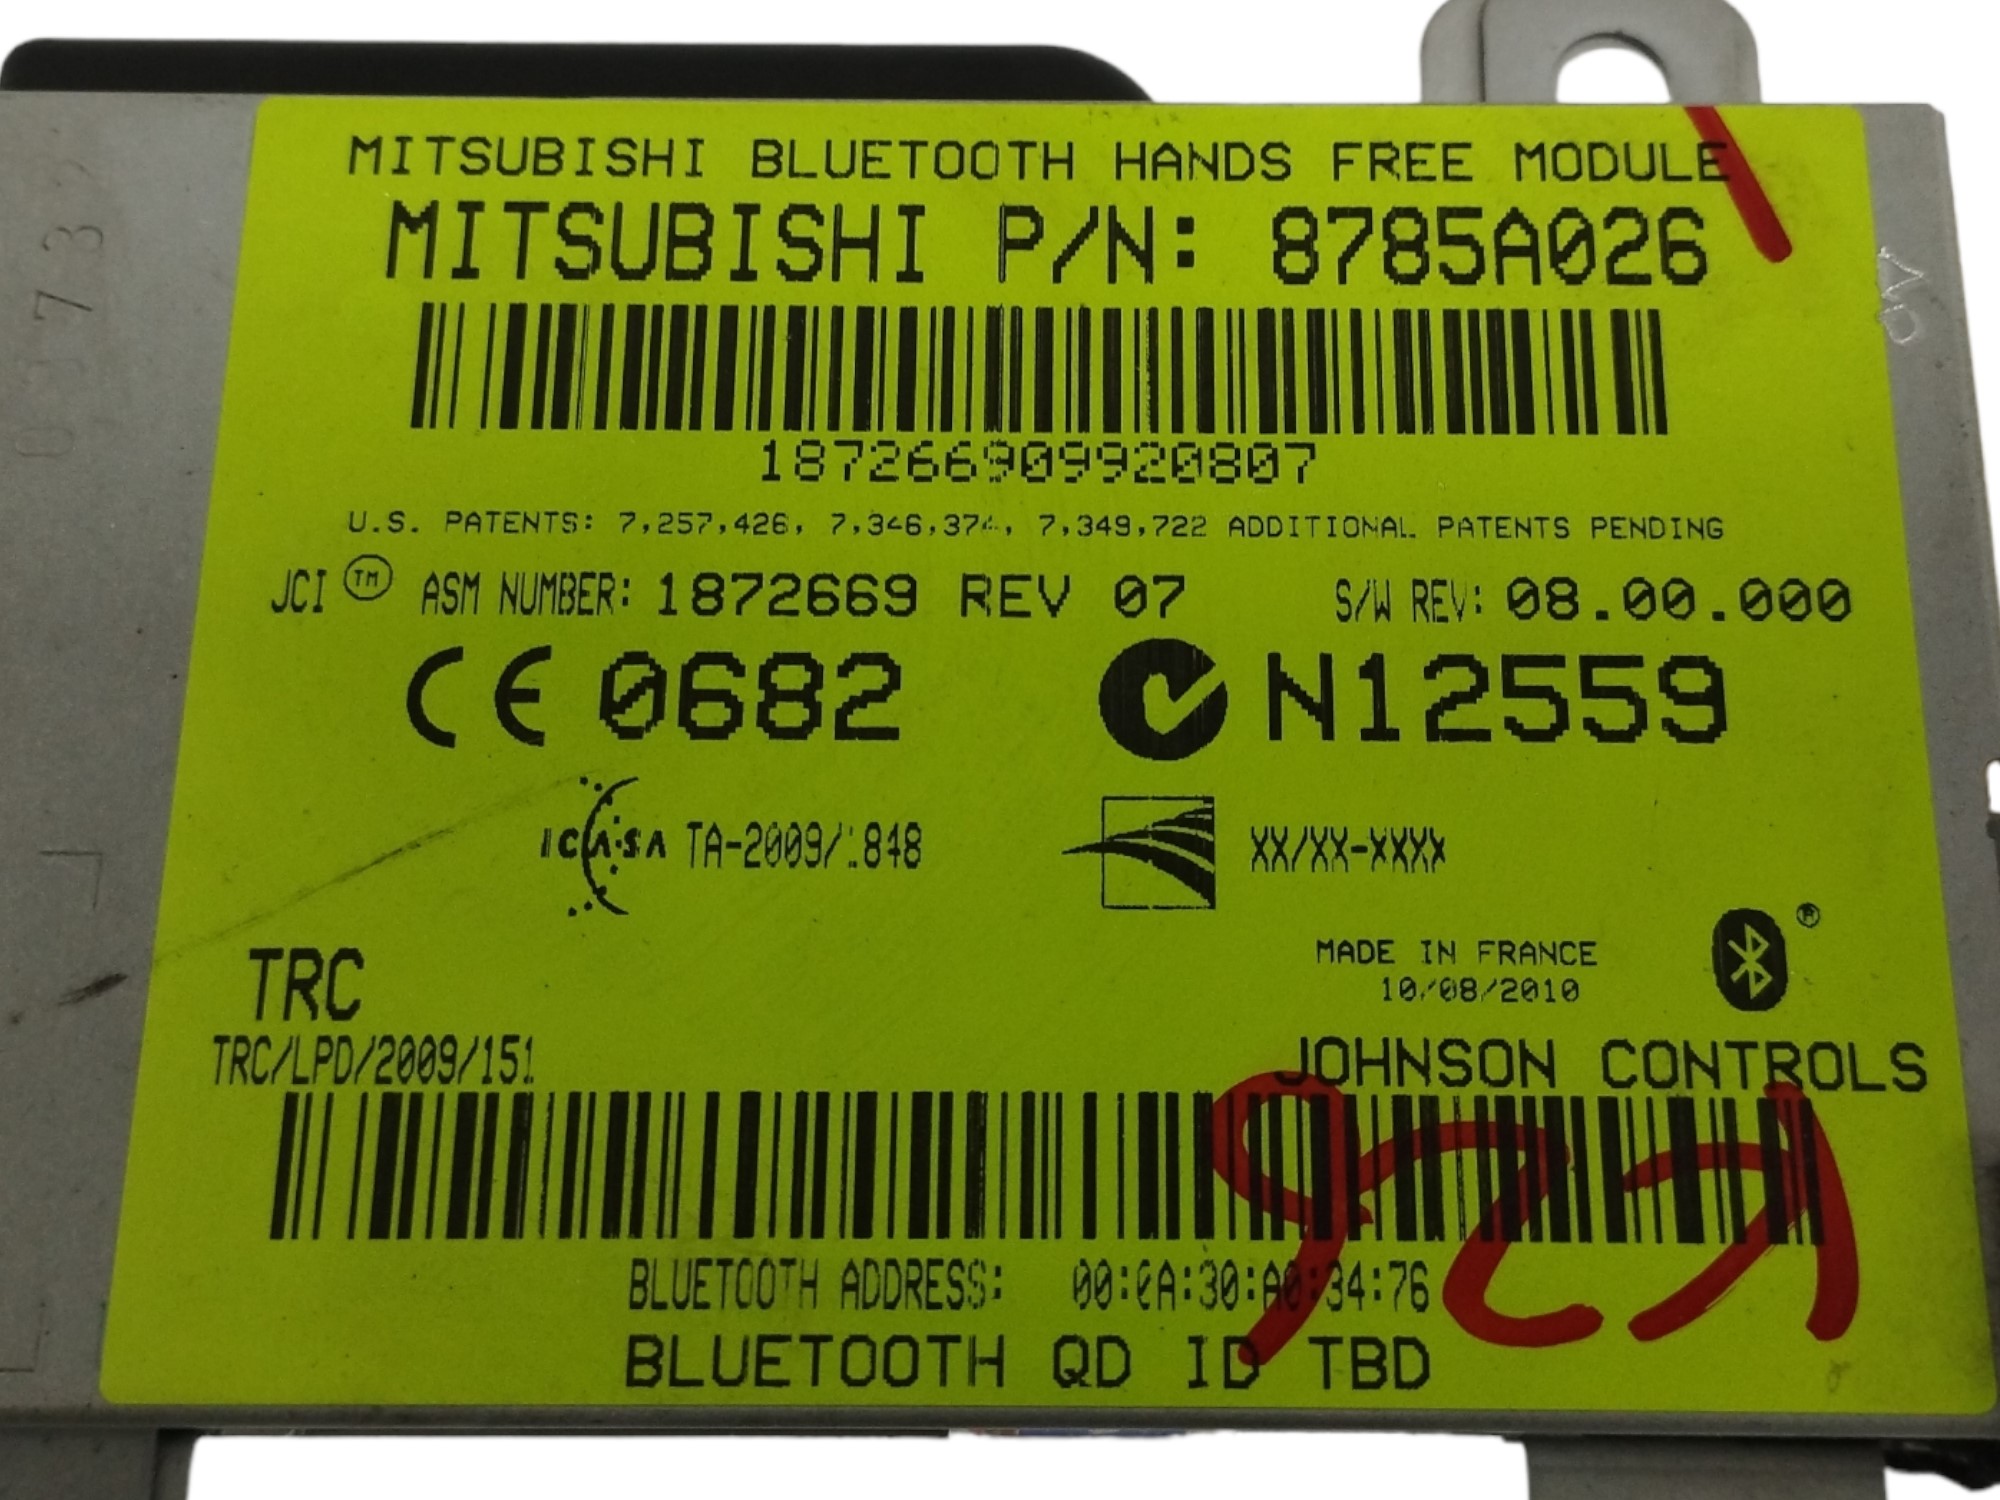 MITSUBISHI BLUETOOTH HANDS FREE MODULE
MITSUBISHI P/N: 8785A026
187266909920807
U.S. PATENTS: 7,257,426, 7,346,374, 7,349,722 ADDITIONAL PATENTS PENDING
JCI TM ASM NUMBER: 1872669 REV 07 S/W REV: 08.00.000
CE 0682 N12559
ICASA TA-2009/1848 XX/XX-XXXX
MADE IN FRANCE
10/08/2010
TRC
TRC/LPD/2009/151
JOHNSON CONTROLS
BLUETOOTH ADDRESS: 00:0A:30:A0:34:76
BLUETOOTH QD ID TBD